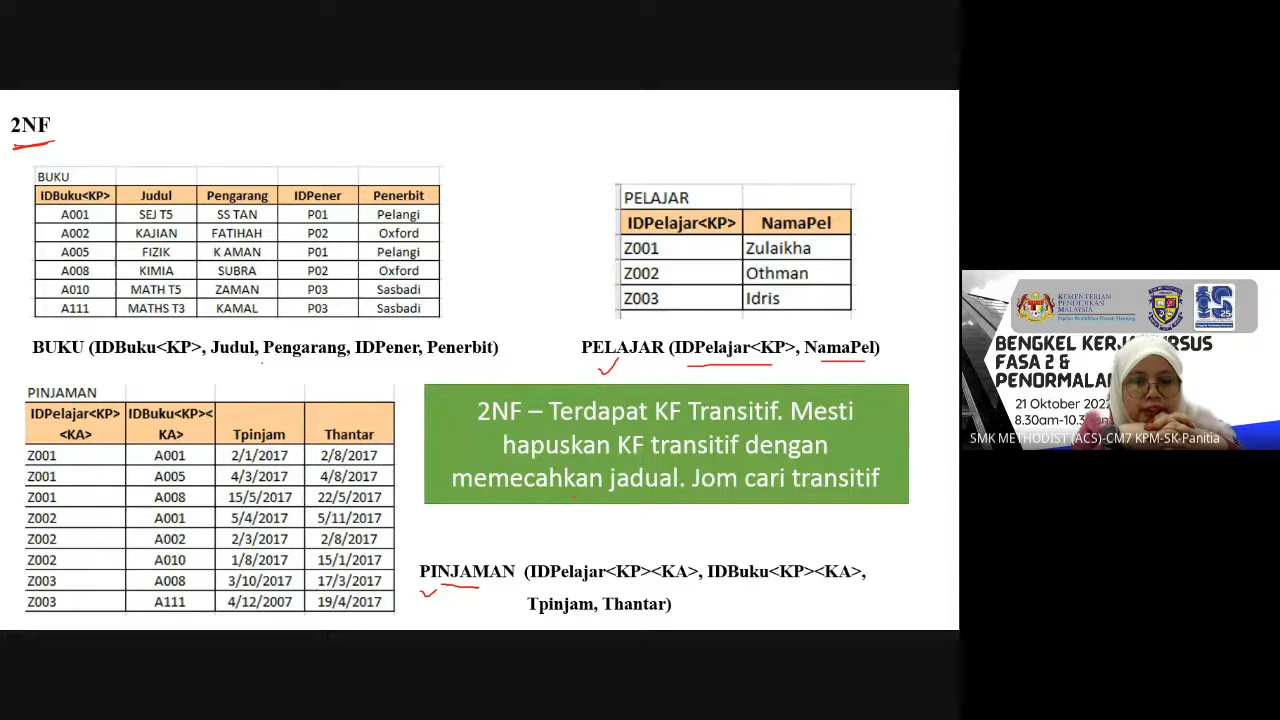 2NF
BUKU
IDBuku<KP> Judul Pengarang IDPener Penerbit
A001 SEJ T5 SS TAN P01 Pelangi
A002 KAJIAN FATIHAH P02 Oxford
A005 FIZIK K AMAN P01 Pelangi
A008 KIMIA SUBRA P02 Oxford
A010 MATH T5 ZAMAN P03 Sasbadi
A111 MATHS T3 KAMAL P03 Sasbadi
BUKU (IDBuku<KP>, Judul, Pengarang, IDPener, Penerbit)
PELAJAR
IDPelajar<KP> NamaPel
Z001 Zulaikha
Z002 Othman
Z003 Idris
PELAJAR (IDPelajar<KP>, NamaPel)
PINJAMAN
IDPelajar<KP> IDBuku<KP><
<KA> KA> Tpinjam Thantar
Z001 A001 2/1/2017 2/8/2017
Z001 A005 4/3/2017 4/8/2017
Z001 A008 15/5/2017 22/5/2017
Z002 A001 5/4/2017 5/11/2017
Z002 A002 2/3/2017 2/8/2017
Z002 A010 1/8/2017 15/1/2017
Z003 A008 3/10/2017 17/3/2017
Z003 A111 4/12/2007 19/4/2017
2NF – Terdapat KF Transitif. Mesti
hapuskan KF transitif dengan
memecahkan jadual. Jom cari transitif
PINJAMAN (IDPelajar<KP><KA>, IDBuku<KP><KA>,
Tpinjam, Thantar)
KEMENTERIAN
PENDIDIKAN
MALAYSIA
BENGKEL
FASA 2 &
21 Oktober
8.30am-10.3
SMK METHODIST (ACS)-CM7 KPM-SK-Panitia